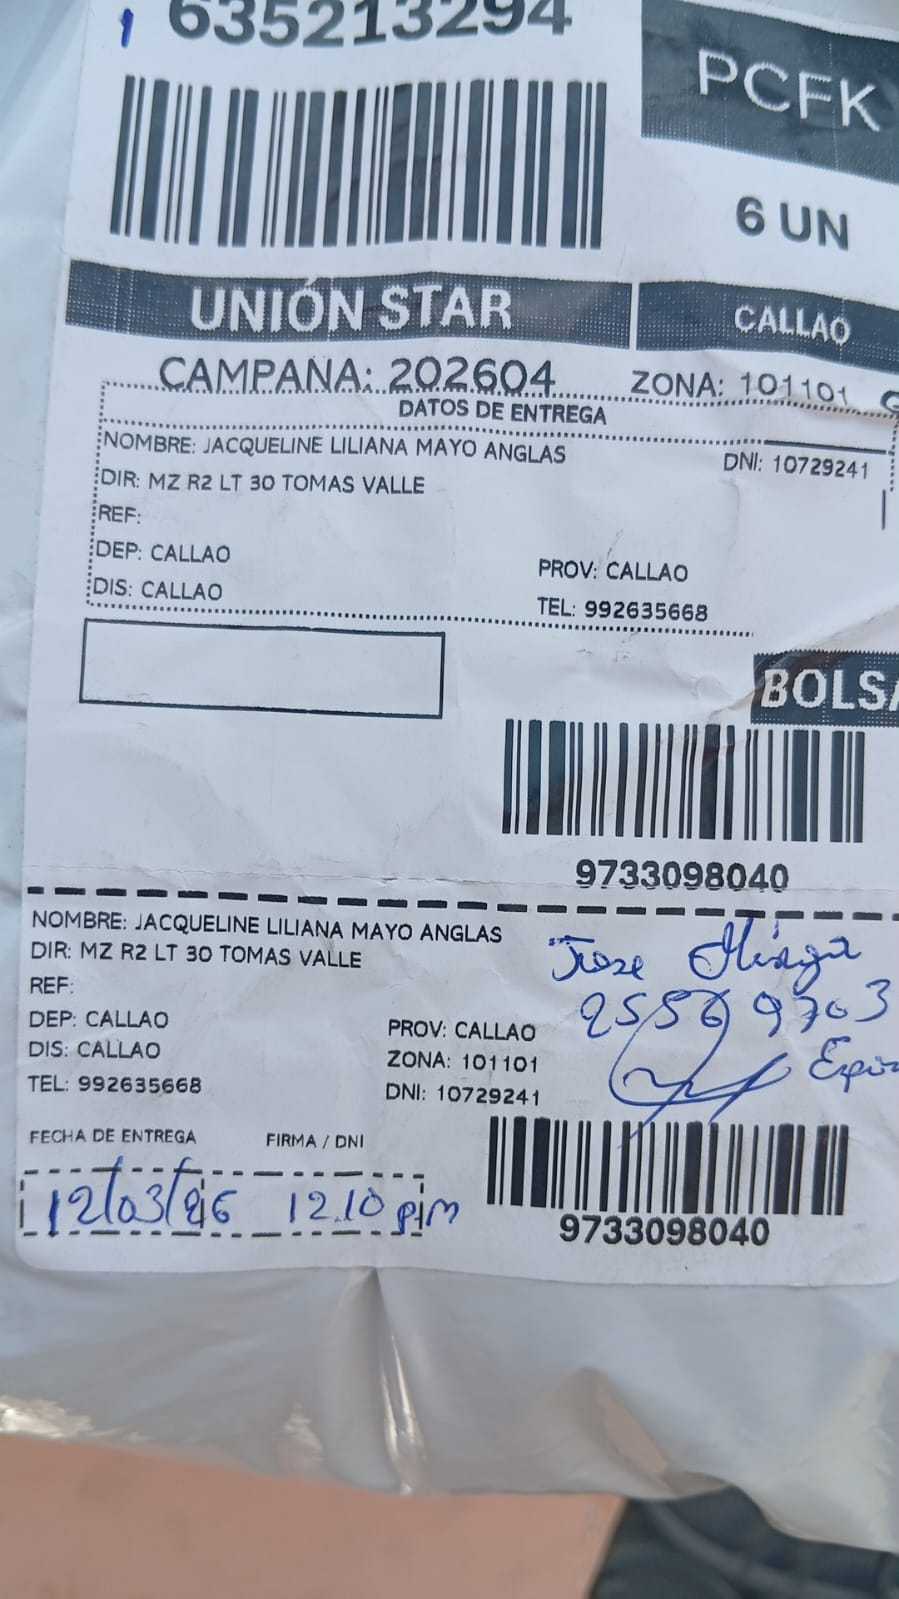 635213294
PCFK
6 UN
UNIÓN STAR
CALLAO
CAMPAÑA: 202604
ZONA: 101101
DATOS DE ENTREGA
NOMBRE: JACQUELINE LILIANA MAYO ANGLAS
DNI: 10729241
DIR: MZ R2 LT 30 TOMAS VALLE
REF:
DEP: CALLAO
PROV: CALLAO
DIS: CALLAO
TEL: 992635668
BOLSA
9733098040
NOMBRE: JACQUELINE LILIANA MAYO ANGLAS
DIR: MZ R2 LT 30 TOMAS VALLE
Jose
REF:
DEP: CALLAO
PROV: CALLAO
DIS: CALLAO
ZONA: 101101
TEL: 992635668
DNI: 10729241
FECHA DE ENTREGA
FIRMA / DNI
12/03/26 12.10 pm
9733098040